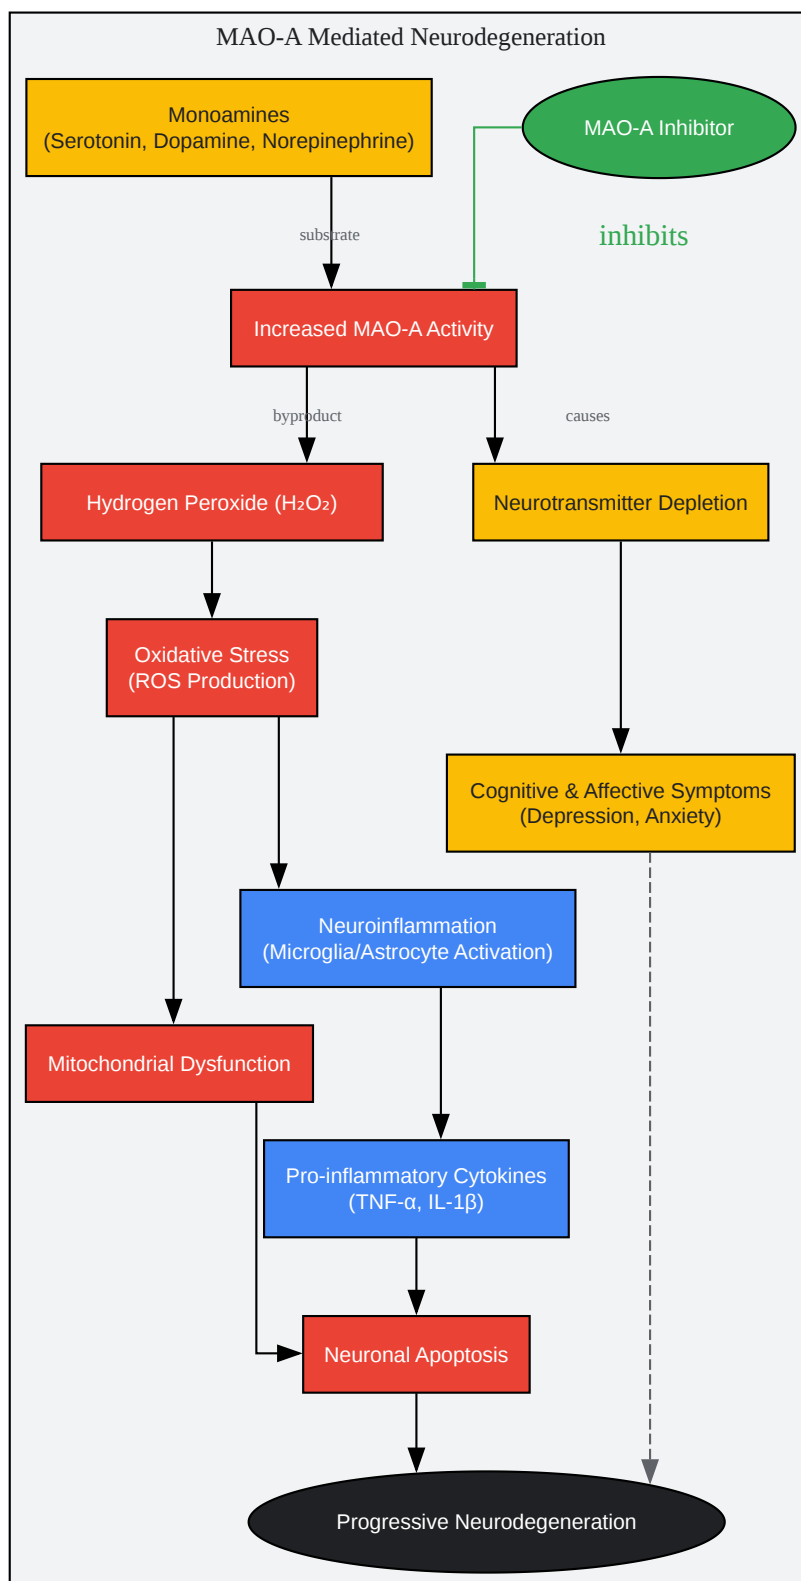 MAO-A Mediated Neurodegeneration
Monoamines
(Serotonin, Dopamine, Norepinephrine)
MAO-A Inhibitor
substrate
inhibits
Increased MAO-A Activity
byproduct
causes
Hydrogen Peroxide (H₂O₂)
Neurotransmitter Depletion
Oxidative Stress
(ROS Production)
Cognitive & Affective Symptoms
(Depression, Anxiety)
Neuroinflammation
(Microglia/Astrocyte Activation)
Mitochondrial Dysfunction
Pro-inflammatory Cytokines
(TNF-α, IL-1β)
Neuronal Apoptosis
Progressive Neurodegeneration